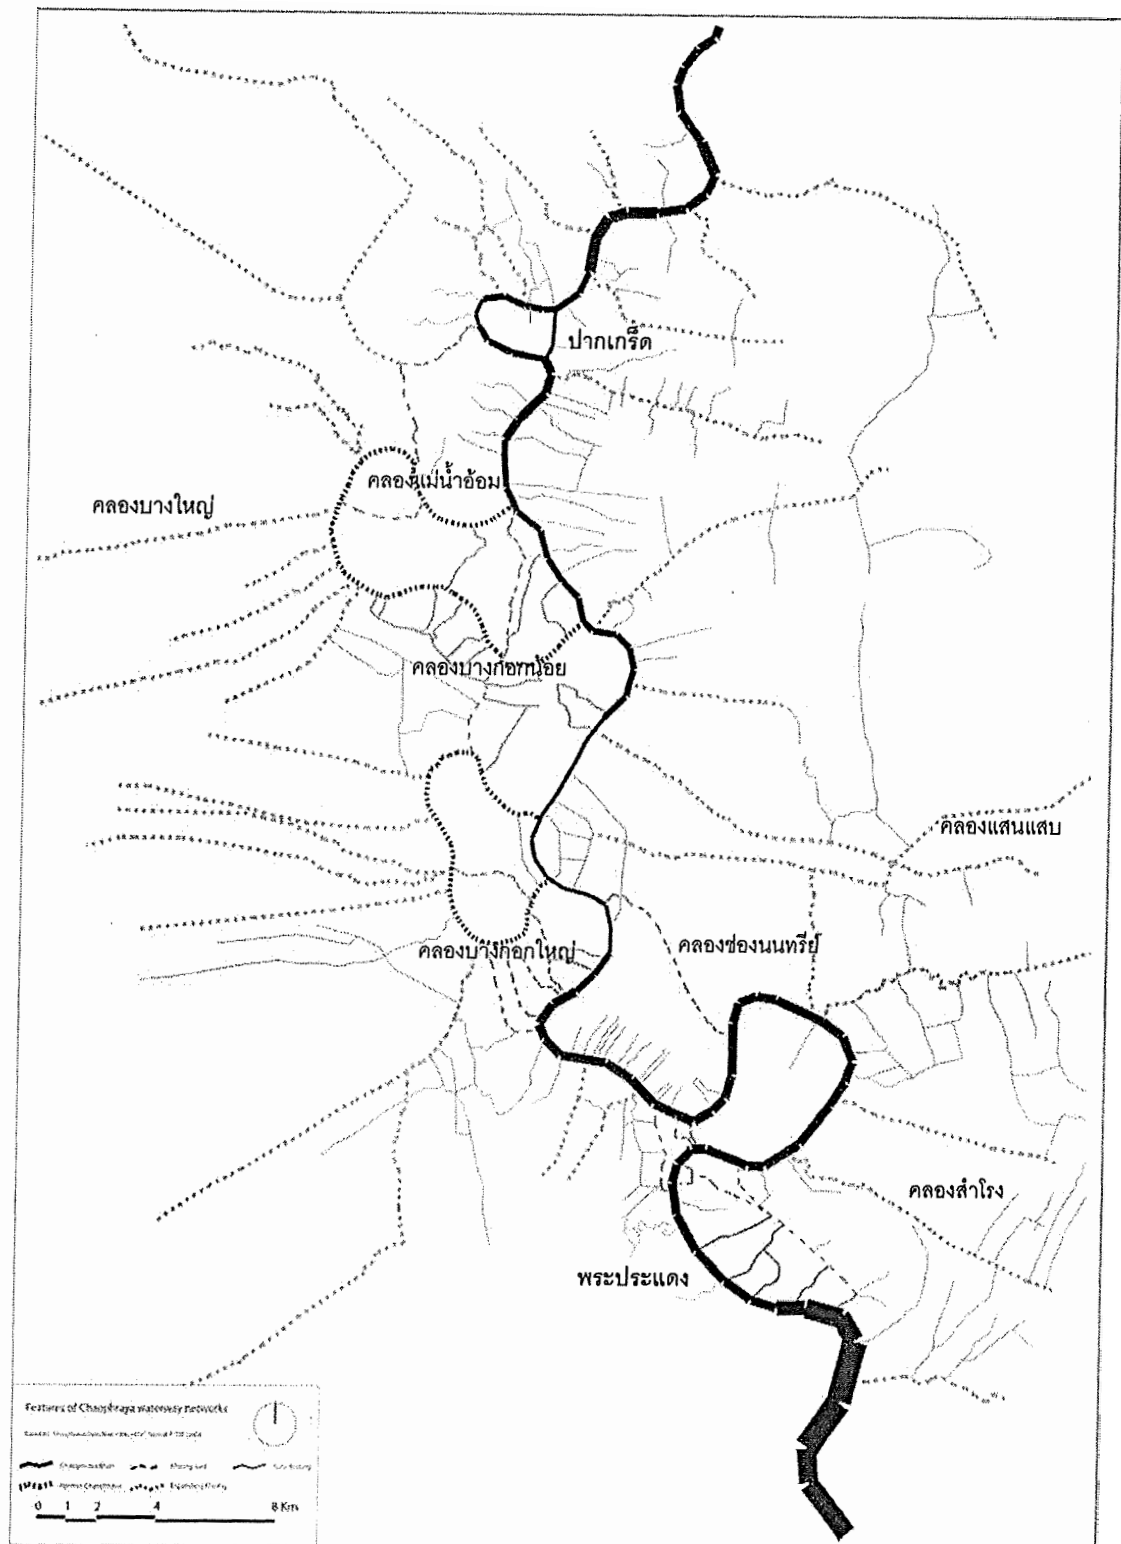 ปากเกร็ด
คลองแม่น้ำอ้อม
คลองบางใหญ่
คลองบางกอกน้อย
คลองแสนแสบ
คลองช่องนนทรีย์
คลองบางกอกใหญ่
คลองสำโรง
พระประแดง
Features of Chaophraya waterway networks
0 1 2 4 8 Km